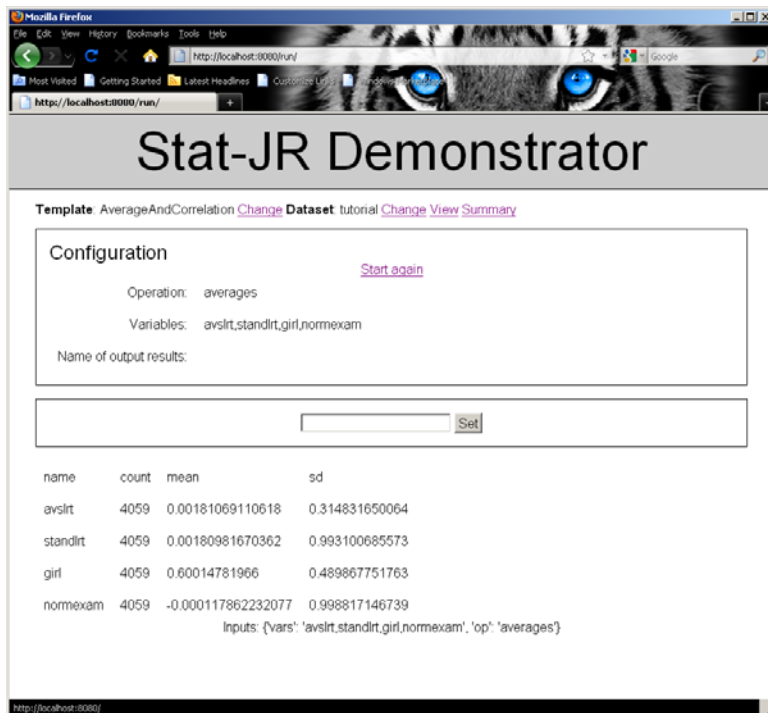 Mozilla Firefox
File Edit View History Bookmarks Tools Help
http://localhost:8080/run/
Google
Most Visited Getting Started Latest Headlines Customize Links Windows Marketplace
http://localhost:8080/run/
Stat-JR Demonstrator
Template: AverageAndCorrelation Change Dataset: tutorial Change View Summary
Configuration
Start again
Operation: averages
Variables: avslrt,standlrt,girl,normexam
Name of output results:
Set
name count mean sd
avslrt 4059 0.00181069110618 0.314831650064
standlrt 4059 0.00180981670362 0.993100685573
girl 4059 0.60014781966 0.489867751763
normexam 4059 -0.000117862232077 0.998817146739
Inputs: {'vars': 'avslrt,standlrt,girl,normexam', 'op': 'averages'}
http://localhost:8080/